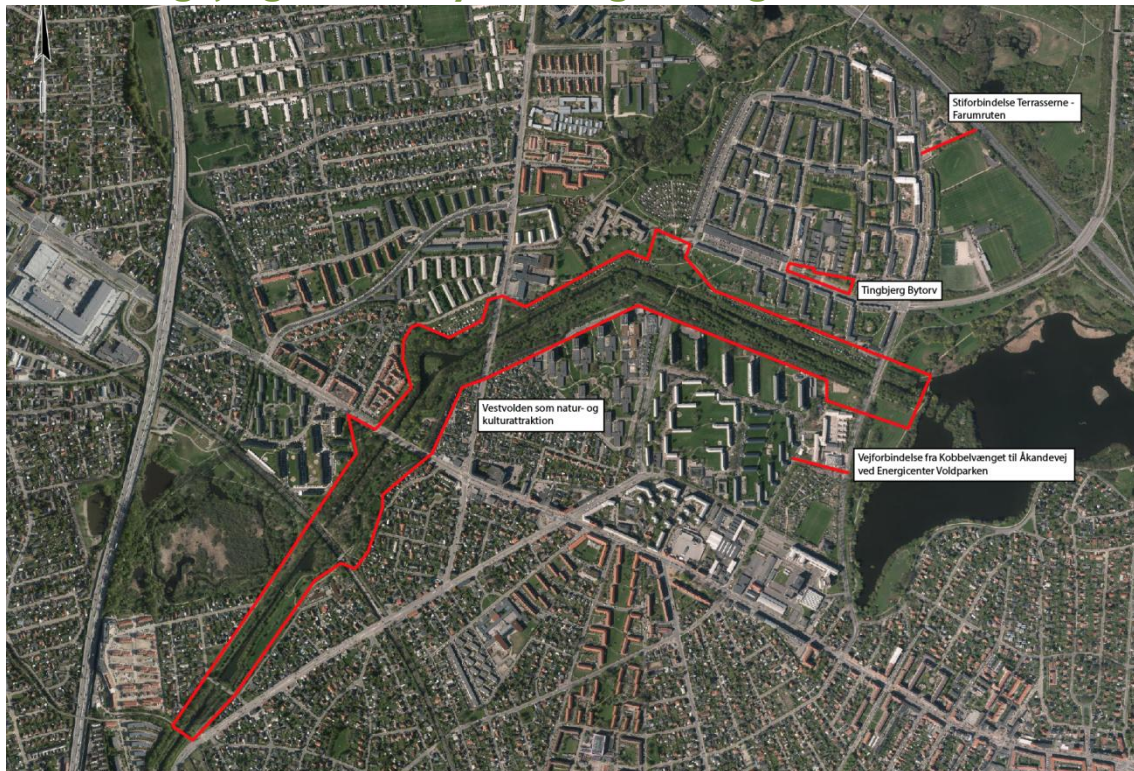 Stiforbindelse Terrasserne -
Farumruten
Tingbjerg Bytorv
Vestvolden som natur- og
kulturattraktion
Vejforbindelse fra Kobbelvænget til Åkandevej
ved Energicenter Voldparken